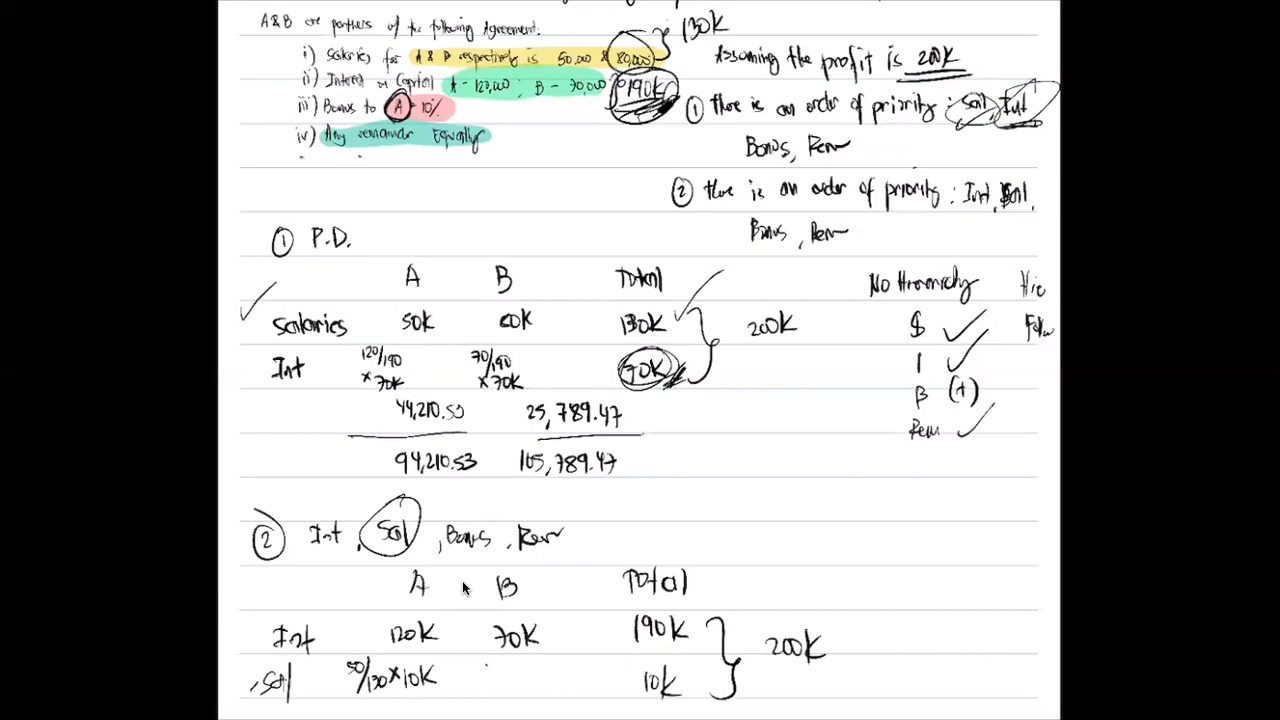 A&B are partners of the following Agreement.
i) Salaries for A & B respectively is 50,000 & 80,000 } 130K
ii) Interest on Capital A - 120,000 ; B - 70,000 190K
iii) Bonus to A - 10%
iv) Any remainder Equally
Assuming the profit is 200K
① there is an order of priority : Sal, Int
Bonus, Rem
② there is an order of priority : Int, Sal,
Bonus, Rem
① P.D.
A B Total
Salaries 50K 80K 130K
Int 120/190 x 70K 70/190 x 70K 70K } 200K
44,210.53 25,789.47
94,210.53 105,789.47
No Hierarchy Hie
$ ✓
I ✓
B (+)
Rem ✓
② Int, Sal, Bonus, Rem
A B Total
Int 120K 70K 190K
Sal 50/130 x 10K 10K } 200K